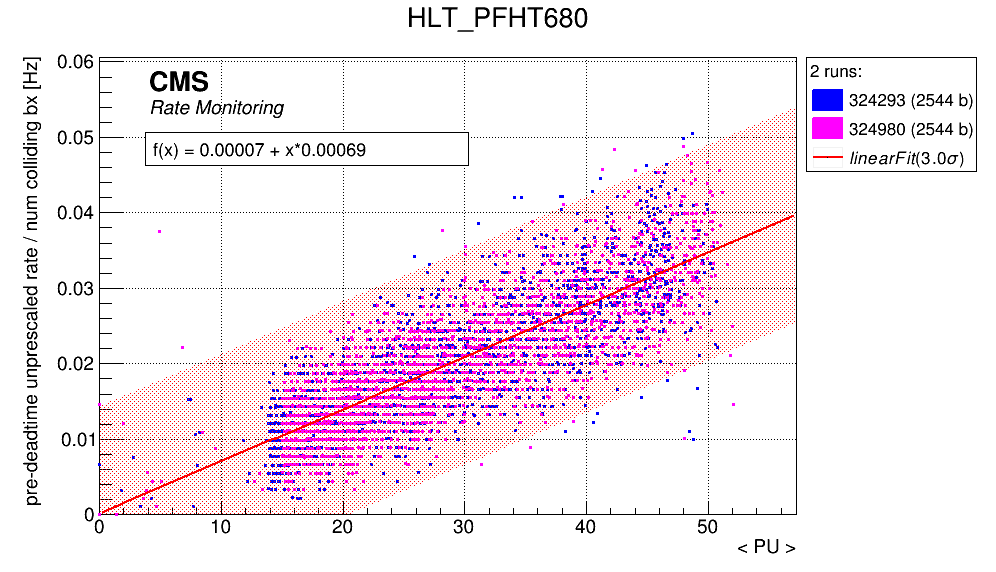 HLT_PFHT680
pre-deadtime unprescaled rate / num colliding bx [Hz]
0.06
0.05
0.04
0.03
0.02
0.01
0
CMS
Rate Monitoring
f(x) = 0.00007 + x*0.00069
2 runs:
324293 (2544 b)
324980 (2544 b)
linearFit(3.0σ)
0 10 20 30 40 50
< PU >